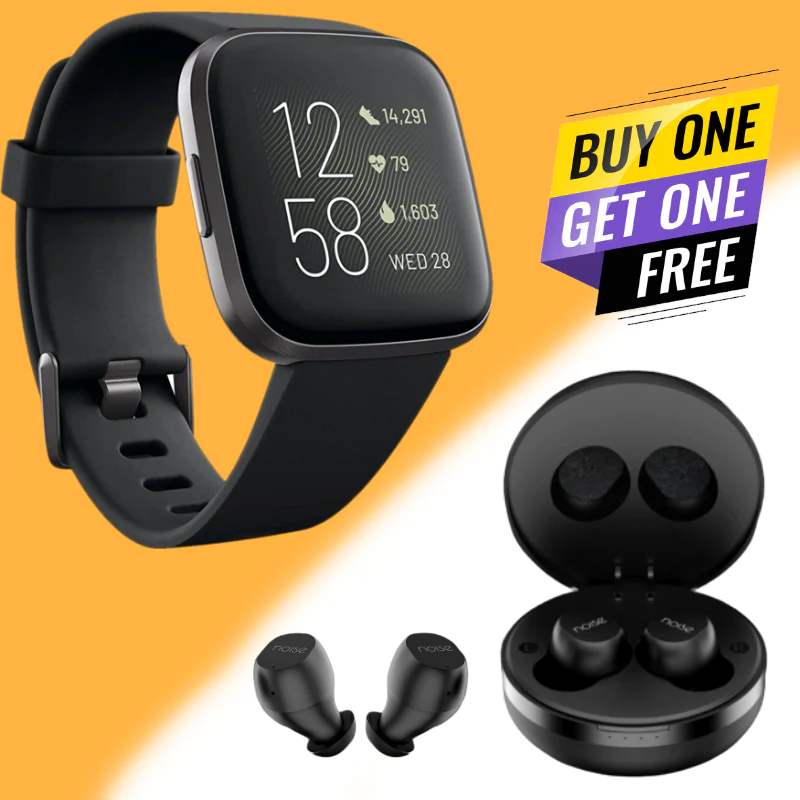 12
58
14,291
79
1,603
WED 28
BUY ONE
GET ONE
FREE
noise
noise
noise
noise